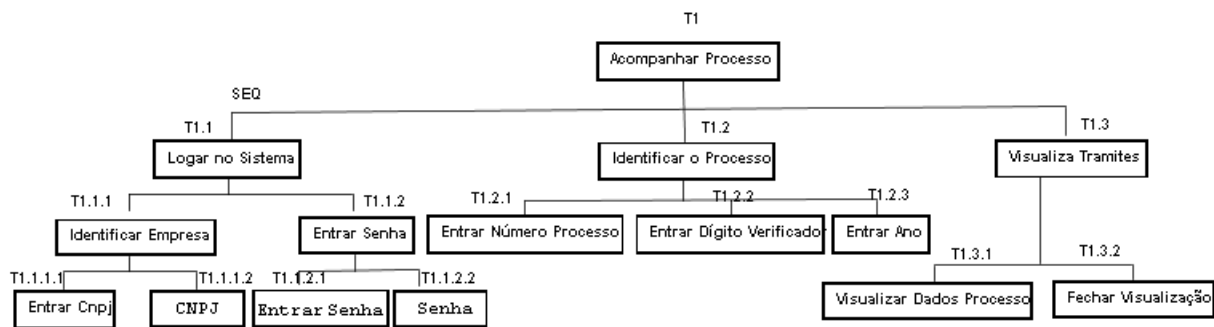 T1
Acompanhar Processo
SEQ
T1.1
T1.2
T1.3
Logar no Sistema
Identificar o Processo
Visualiza Tramites
T1.1.1
T1.1.2
T1.2.1
T1.2.2
T1.2.3
Identificar Empresa
Entrar Senha
Entrar Número Processo
Entrar Dígito Verificador
Entrar Ano
T1.3.1
T1.3.2
T1.1.1.1
T1.1.1.2
T1.1.2.1
T1.1.2.2
Entrar Cnpj
CNPJ
Entrar Senha
Senha
Visualizar Dados Processo
Fechar Visualização